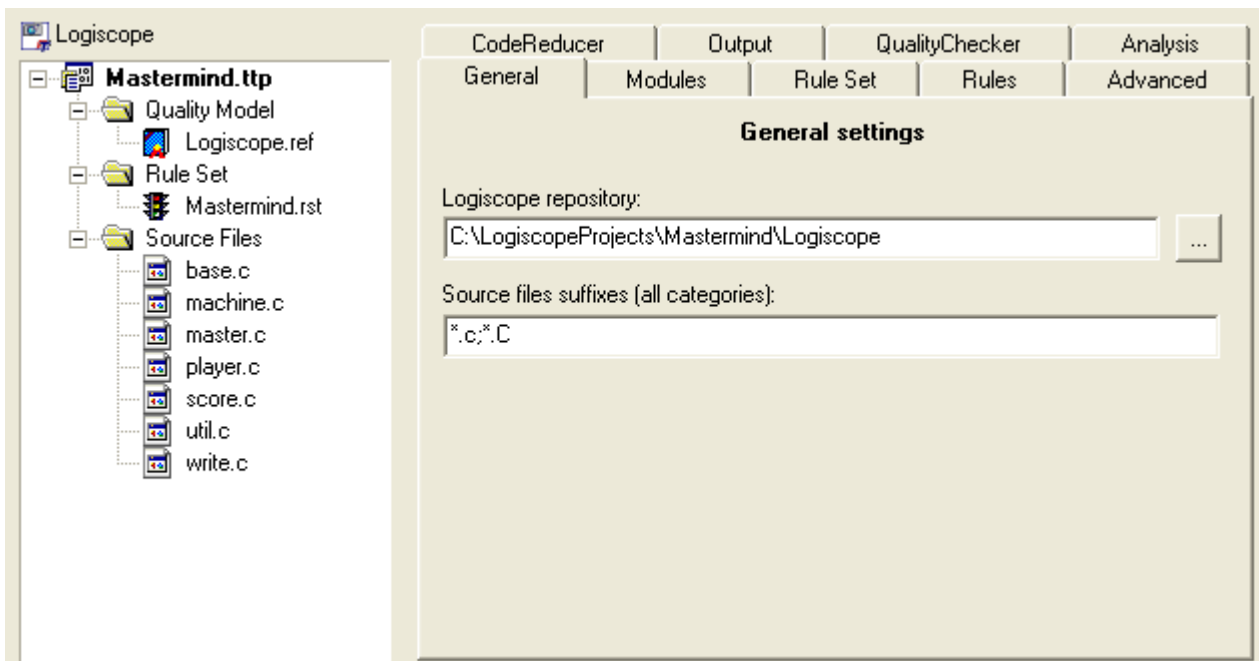 Logiscope
Mastermind.ttp
Quality Model
Logiscope.ref
Rule Set
Mastermind.rst
Source Files
base.c
machine.c
master.c
player.c
score.c
util.c
write.c
CodeReducer Output QualityChecker Analysis
General Modules Rule Set Rules Advanced
General settings
Logiscope repository:
C:\LogiscopeProjects\Mastermind\Logiscope
...
Source files suffixes (all categories):
*.c;*.C